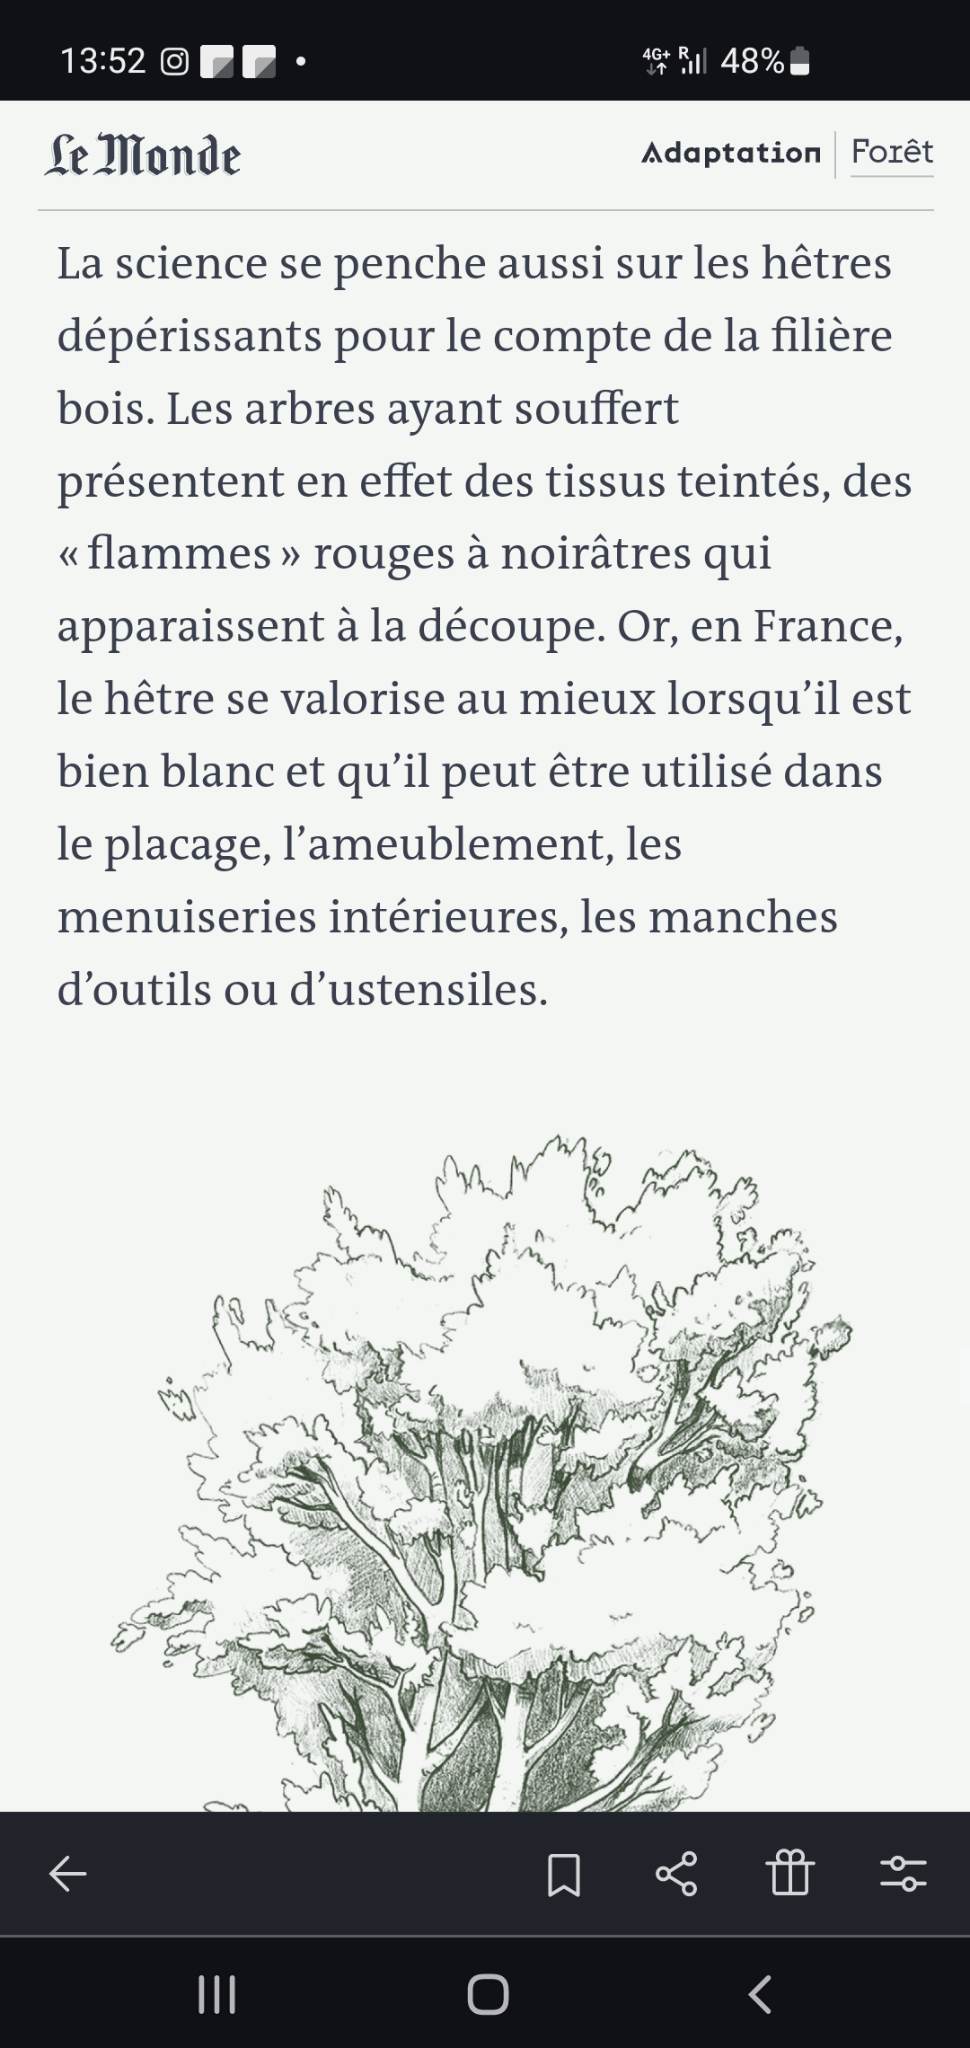 13:52
4G+ R 48%
Le Monde
Adaptation | Forêt
La science se penche aussi sur les hêtres
dépérissants pour le compte de la filière
bois. Les arbres ayant souffert
présentent en effet des tissus teintés, des
« flammes » rouges à noirâtres qui
apparaissent à la découpe. Or, en France,
le hêtre se valorise au mieux lorsqu’il est
bien blanc et qu’il peut être utilisé dans
le placage, l’ameublement, les
menuiseries intérieures, les manches
d’outils ou d’ustensiles.